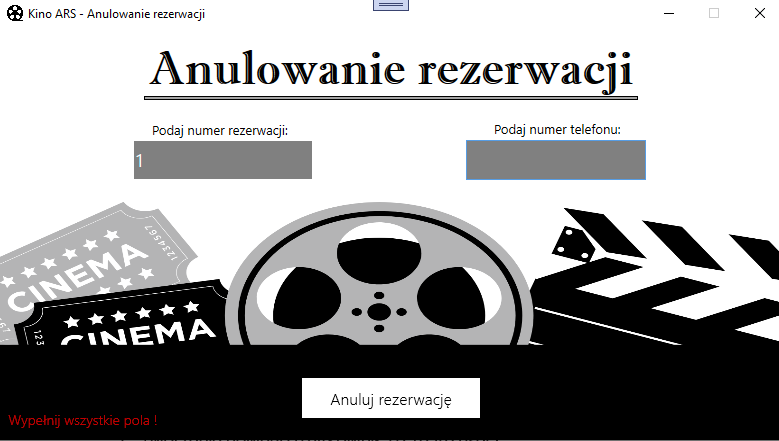 Kino ARS - Anulowanie rezerwacji
Anulowanie rezerwacji
Podaj numer rezerwacji:
Podaj numer telefonu:
1
CINEMA
1234567
CINEMA
Anuluj rezerwację
Wypełnij wszystkie pola !